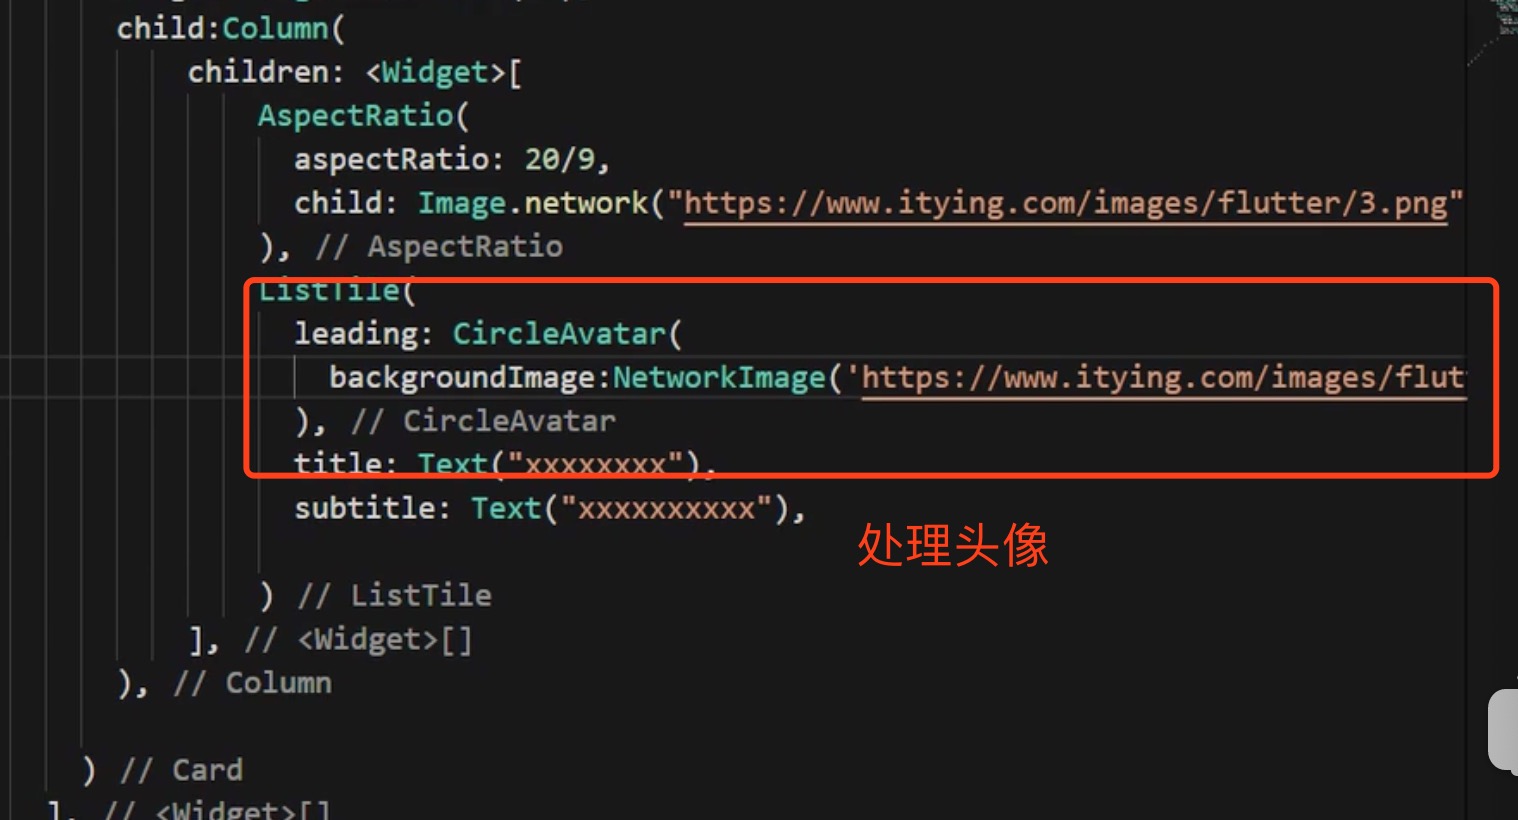 child:Column(
children: <Widget>[
AspectRatio(
aspectRatio: 20/9,
child: Image.network("https://www.itying.com/images/flutter/3.png"
), // AspectRatio
ListTile(
leading: CircleAvatar(
backgroundImage:NetworkImage('https://www.itying.com/images/flut
), // CircleAvatar
title: Text("xxxxxxxx"),
subtitle: Text("xxxxxxxxxx"),
处理头像
) // ListTile
], // <Widget>[]
), // Column
) // Card
], // <Widget>[]